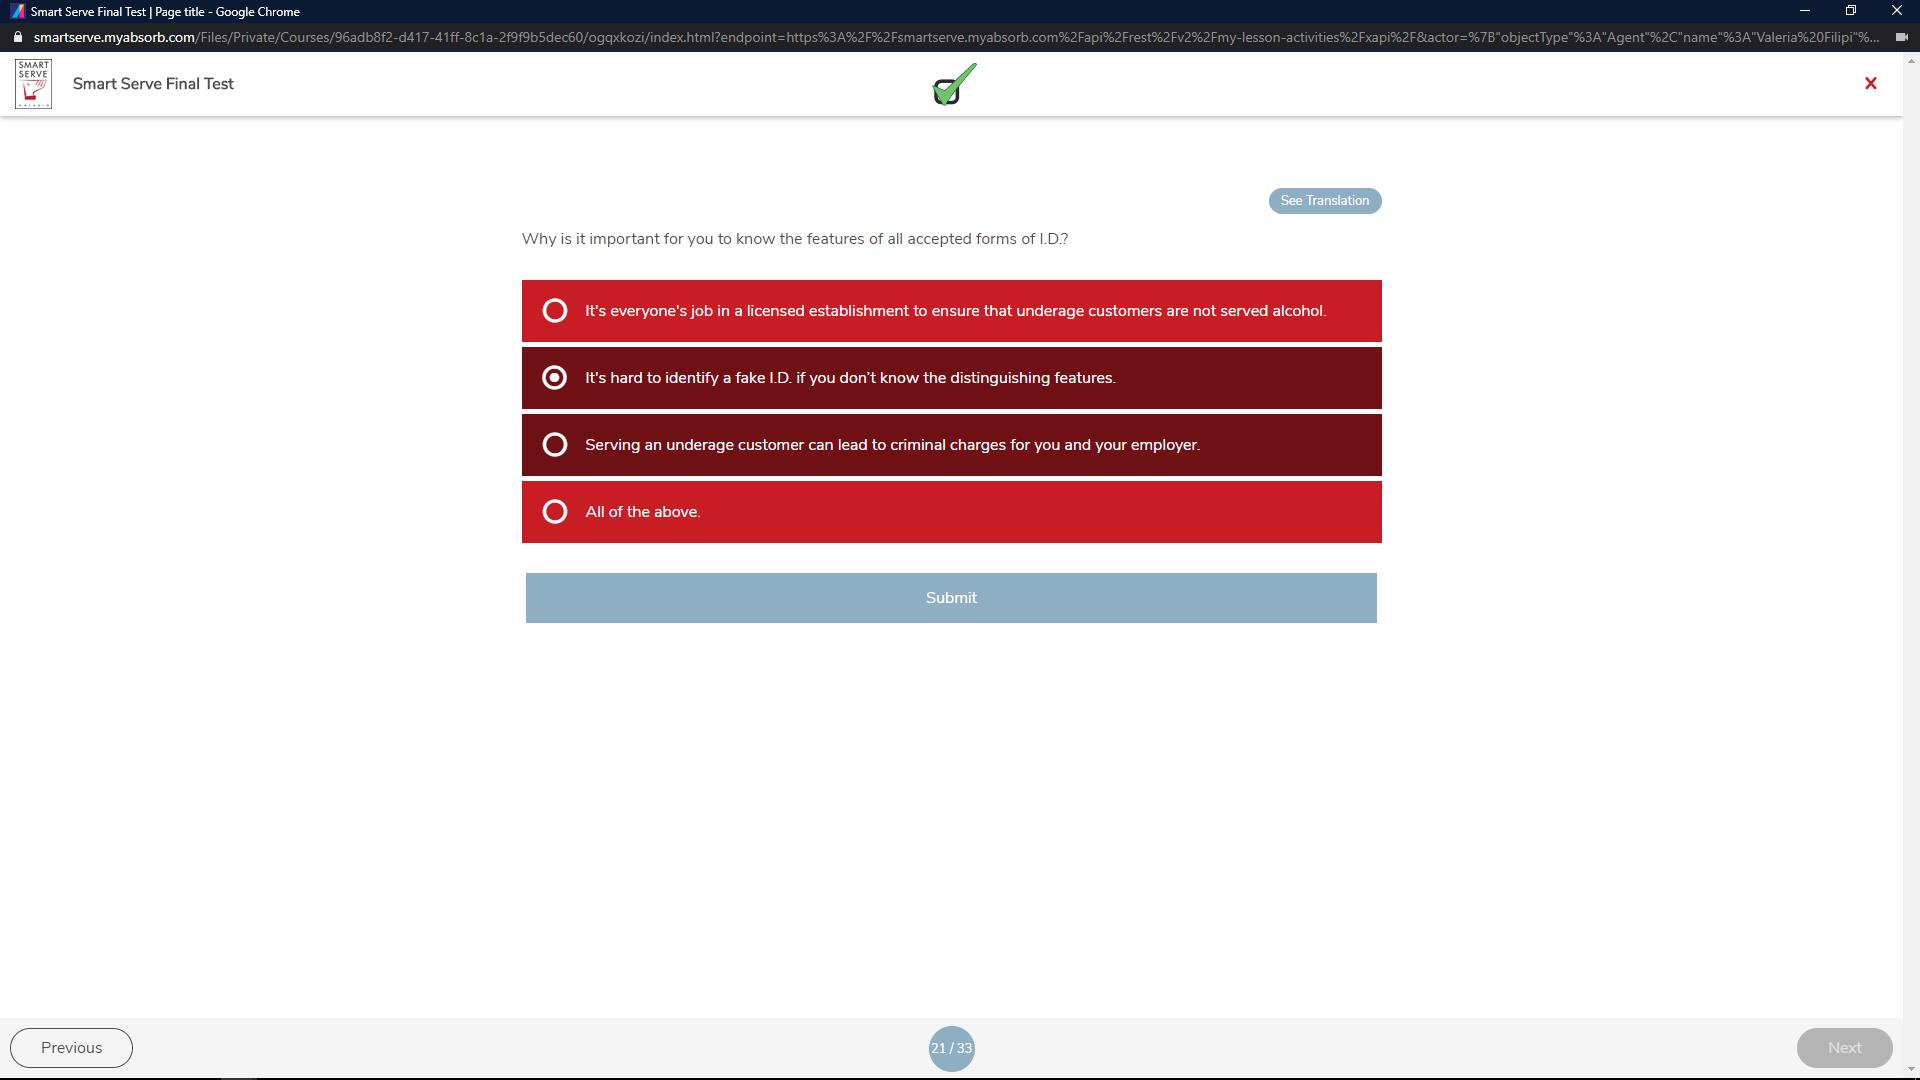 Smart Serve Final Test | Page title - Google Chrome
smartserve.myabsorb.com/Files/Private/Courses/96adb8f2-d417-41ff-8c1a-2f9f9b5dec60/ogqxkozi/index.html?endpoint=https%3A%2F%2Fsmartserve.myabsorb.com%2Fapi%2Frest%2Fv2%2Fmy-lesson-activities%2Fxapi%2F&actor=%7B"objectType"%3A"Agent"%2C"name"%3A"Valeria%20Filipi"%...
SMART
SERVE
Smart Serve Final Test
See Translation
Why is it important for you to know the features of all accepted forms of I.D.?
It's everyone's job in a licensed establishment to ensure that underage customers are not served alcohol.
It's hard to identify a fake I.D. if you don’t know the distinguishing features.
Serving an underage customer can lead to criminal charges for you and your employer.
All of the above.
Submit
Previous
21 / 33
Next